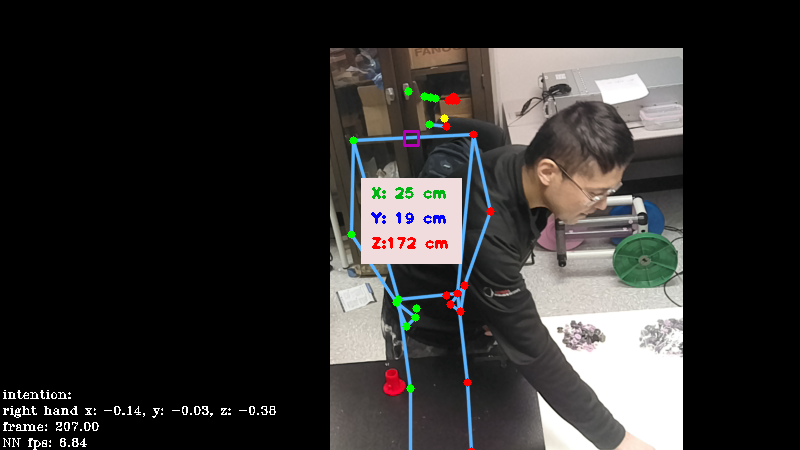 FANUC
X: 25 cm
Y: 19 cm
Z:172 cm
intention:
right hand x: -0.14, y: -0.03, z: -0.38
frame: 207.00
NN fps: 6.84